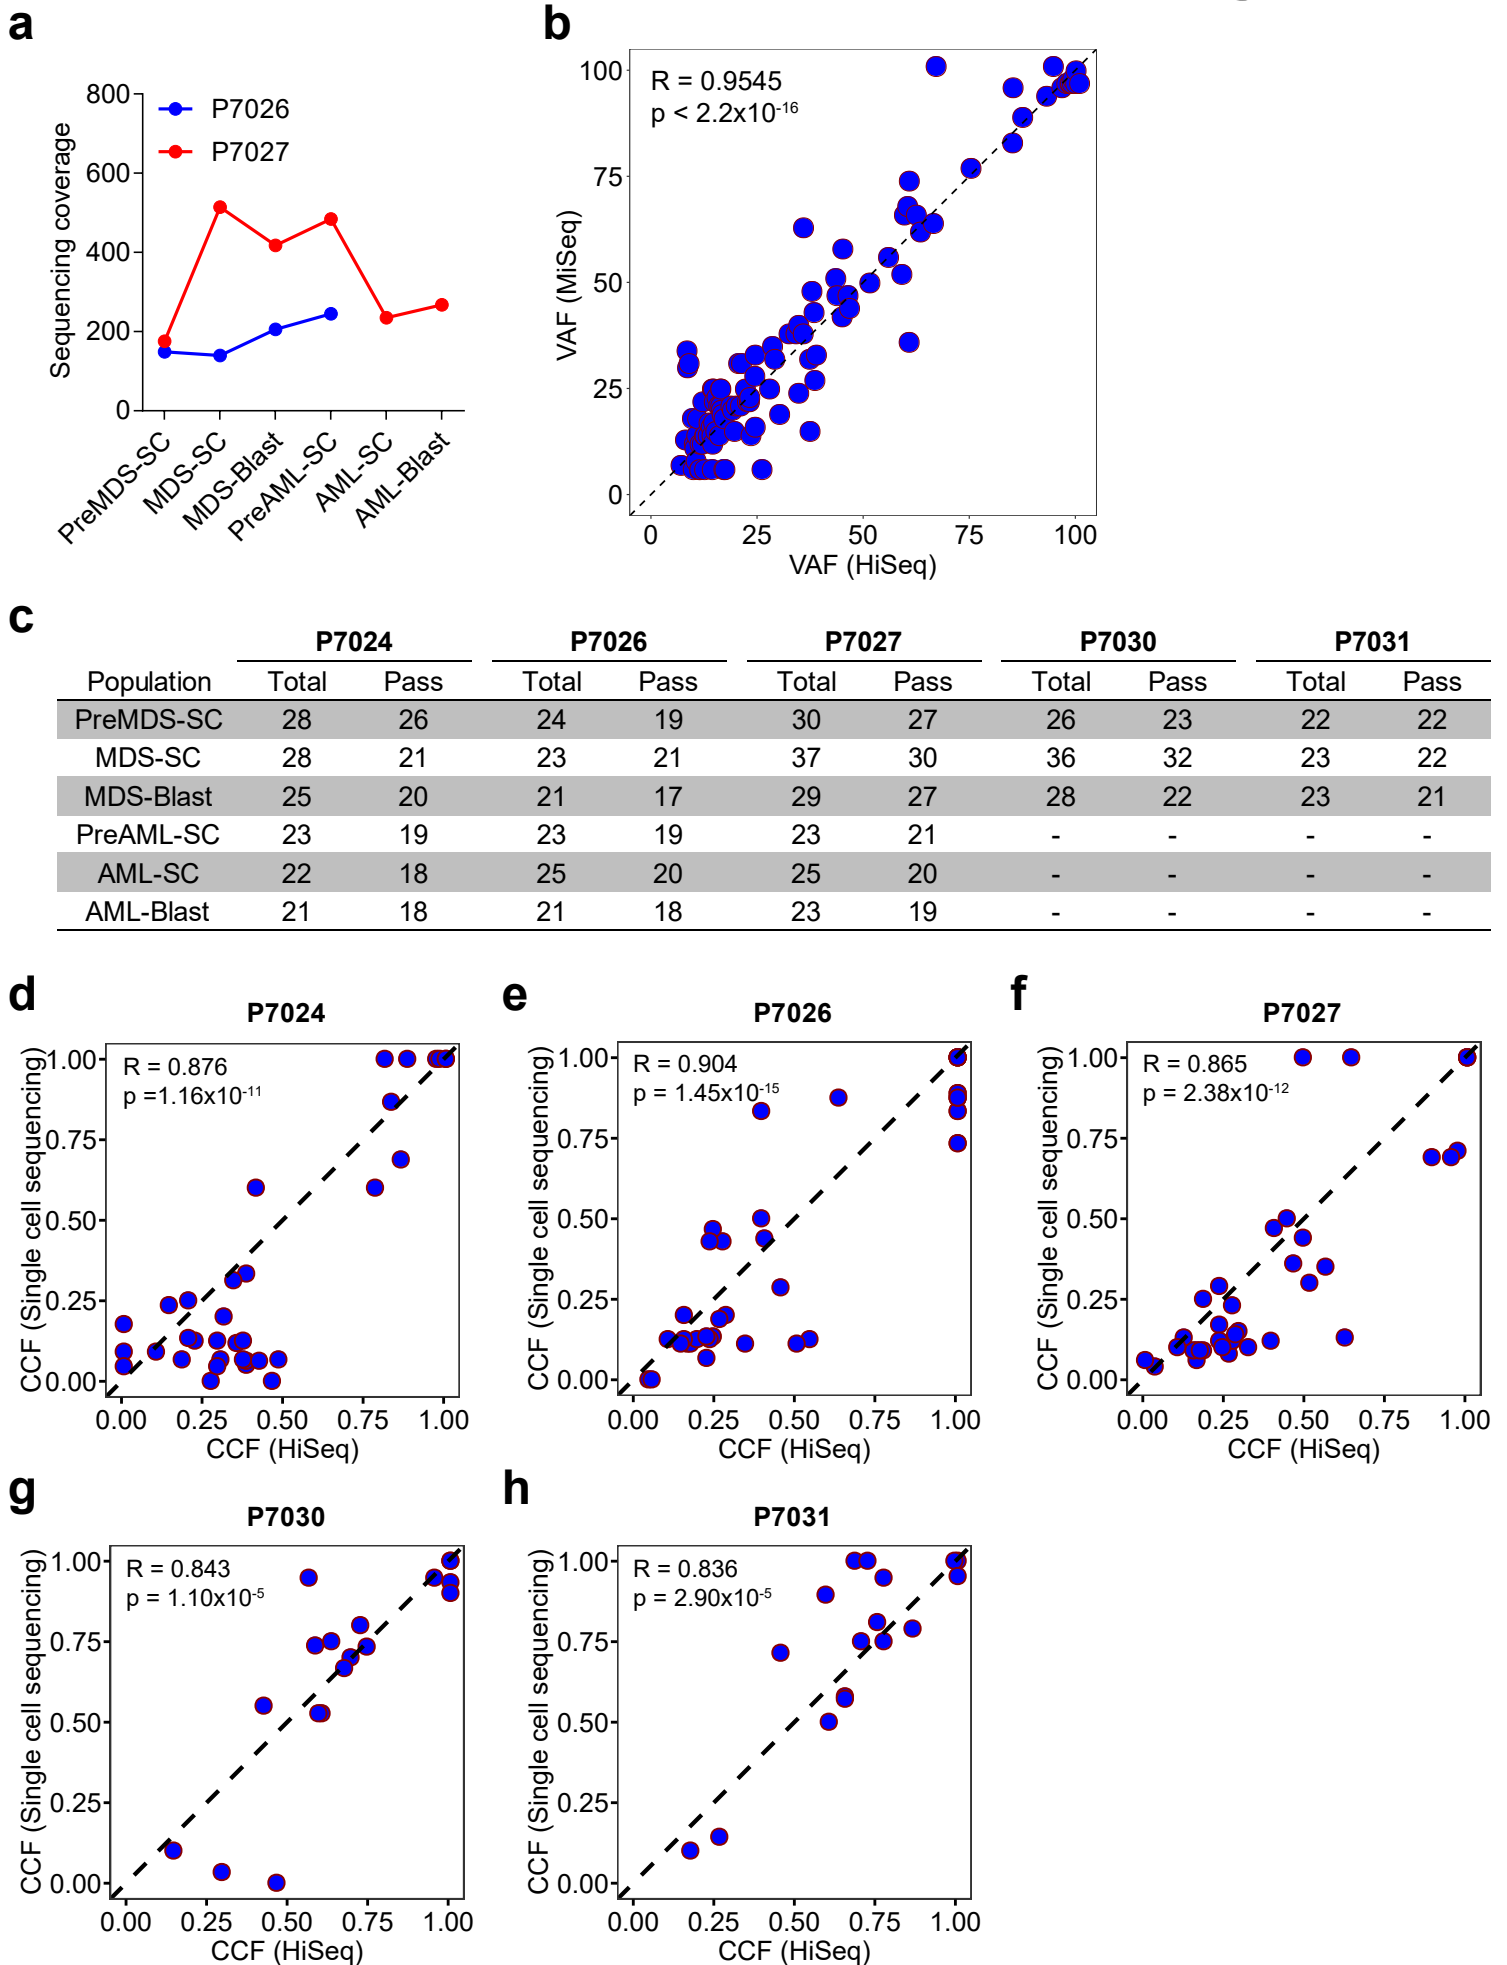 a
800
600
400
200
0
Sequencing coverage
P7026
P7027
PreMDS-SC
MDS-SC
MDS-Blast
PreAML-SC
AML-SC
AML-Blast
b
R = 0.9545
p < 2.2x10-16
100
75
50
25
0
VAF (MiSeq)
0 25 50 75 100
VAF (HiSeq)
c
P7024 P7026 P7027 P7030 P7031
Population Total Pass Total Pass Total Pass Total Pass Total Pass
PreMDS-SC 28 26 24 19 30 27 26 23 22 22
MDS-SC 28 21 23 21 37 30 36 32 23 22
MDS-Blast 25 20 21 17 29 27 28 22 23 21
PreAML-SC 23 19 23 19 23 21 - - - -
AML-SC 22 18 25 20 25 20 - - - -
AML-Blast 21 18 21 18 23 19 - - - -
d
P7024
R = 0.876
p =1.16x10-11
1.00
0.75
0.50
0.25
0.00
CCF (Single cell sequencing)
0.00 0.25 0.50 0.75 1.00
CCF (HiSeq)
e
P7026
R = 0.904
p = 1.45x10-15
1.00
0.75
0.50
0.25
0.00
CCF (Single cell sequencing)
0.00 0.25 0.50 0.75 1.00
CCF (HiSeq)
f
P7027
R = 0.865
p = 2.38x10-12
1.00
0.75
0.50
0.25
0.00
CCF (Single cell sequencing)
0.00 0.25 0.50 0.75 1.00
CCF (HiSeq)
g
P7030
R = 0.843
p = 1.10x10-5
1.00
0.75
0.50
0.25
0.00
CCF (Single cell sequencing)
0.00 0.25 0.50 0.75 1.00
CCF (HiSeq)
h
P7031
R = 0.836
p = 2.90x10-5
1.00
0.75
0.50
0.25
0.00
CCF (Single cell sequencing)
0.00 0.25 0.50 0.75 1.00
CCF (HiSeq)